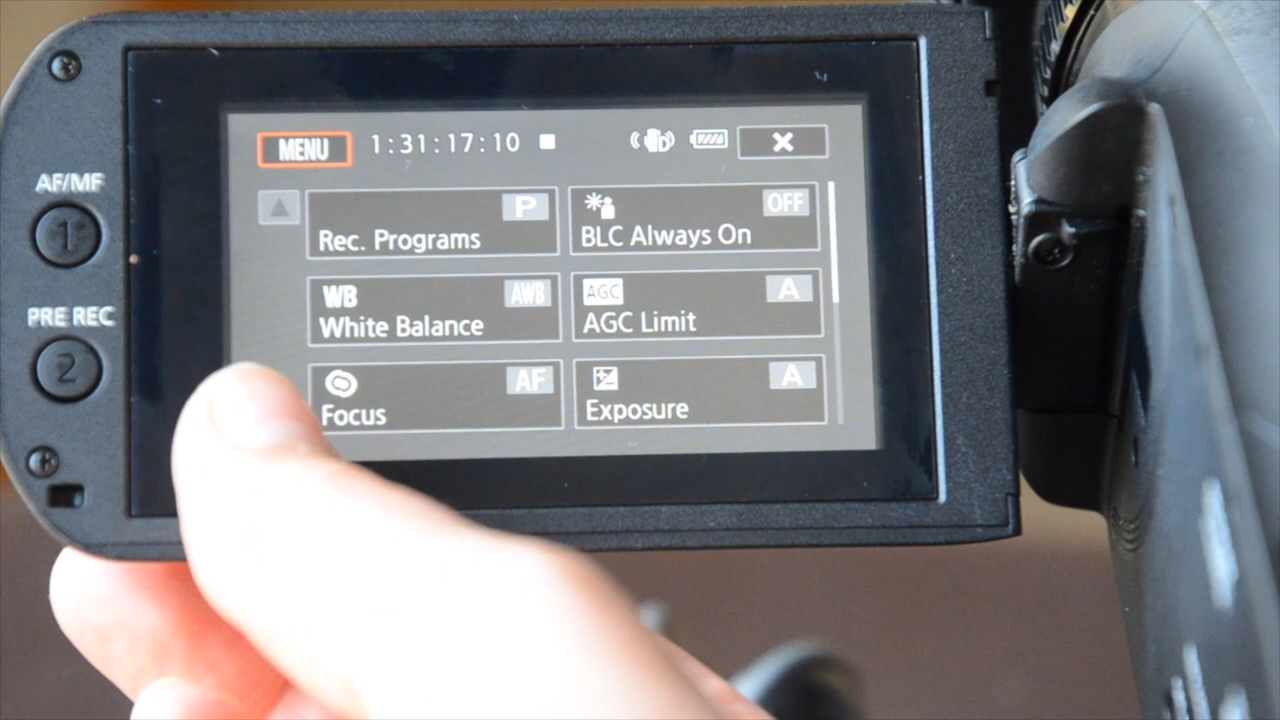 AF/MF
1
PRE REC
2
MENU 1:31:17:10
P
Rec. Programs
OFF
BLC Always On
WB AWB
White Balance
AGC A
AGC Limit
AF
Focus
A
Exposure